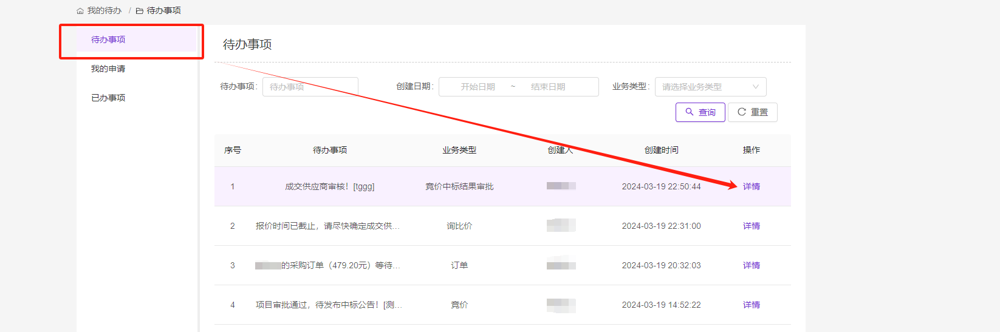 我的待办 / 待办事项
待办事项
我的申请
已办事项
待办事项
待办事项: 待办事项 创建日期: 开始日期 ~ 结束日期 业务类型: 请选择业务类型
查询 重置
序号 待办事项 业务类型 创建人 创建时间 操作
1 成交供应商审核！[tggg] 竞价中标结果审批 2024-03-19 22:50:44 详情
2 报价时间已截止，请尽快确定成交供... 询比价 2024-03-19 22:31:00 详情
3 的采购订单（479.20元）等待... 订单 2024-03-19 20:32:03 详情
4 项目审批通过，待发布中标公告！[测... 竞价 2024-03-19 14:52:22 详情